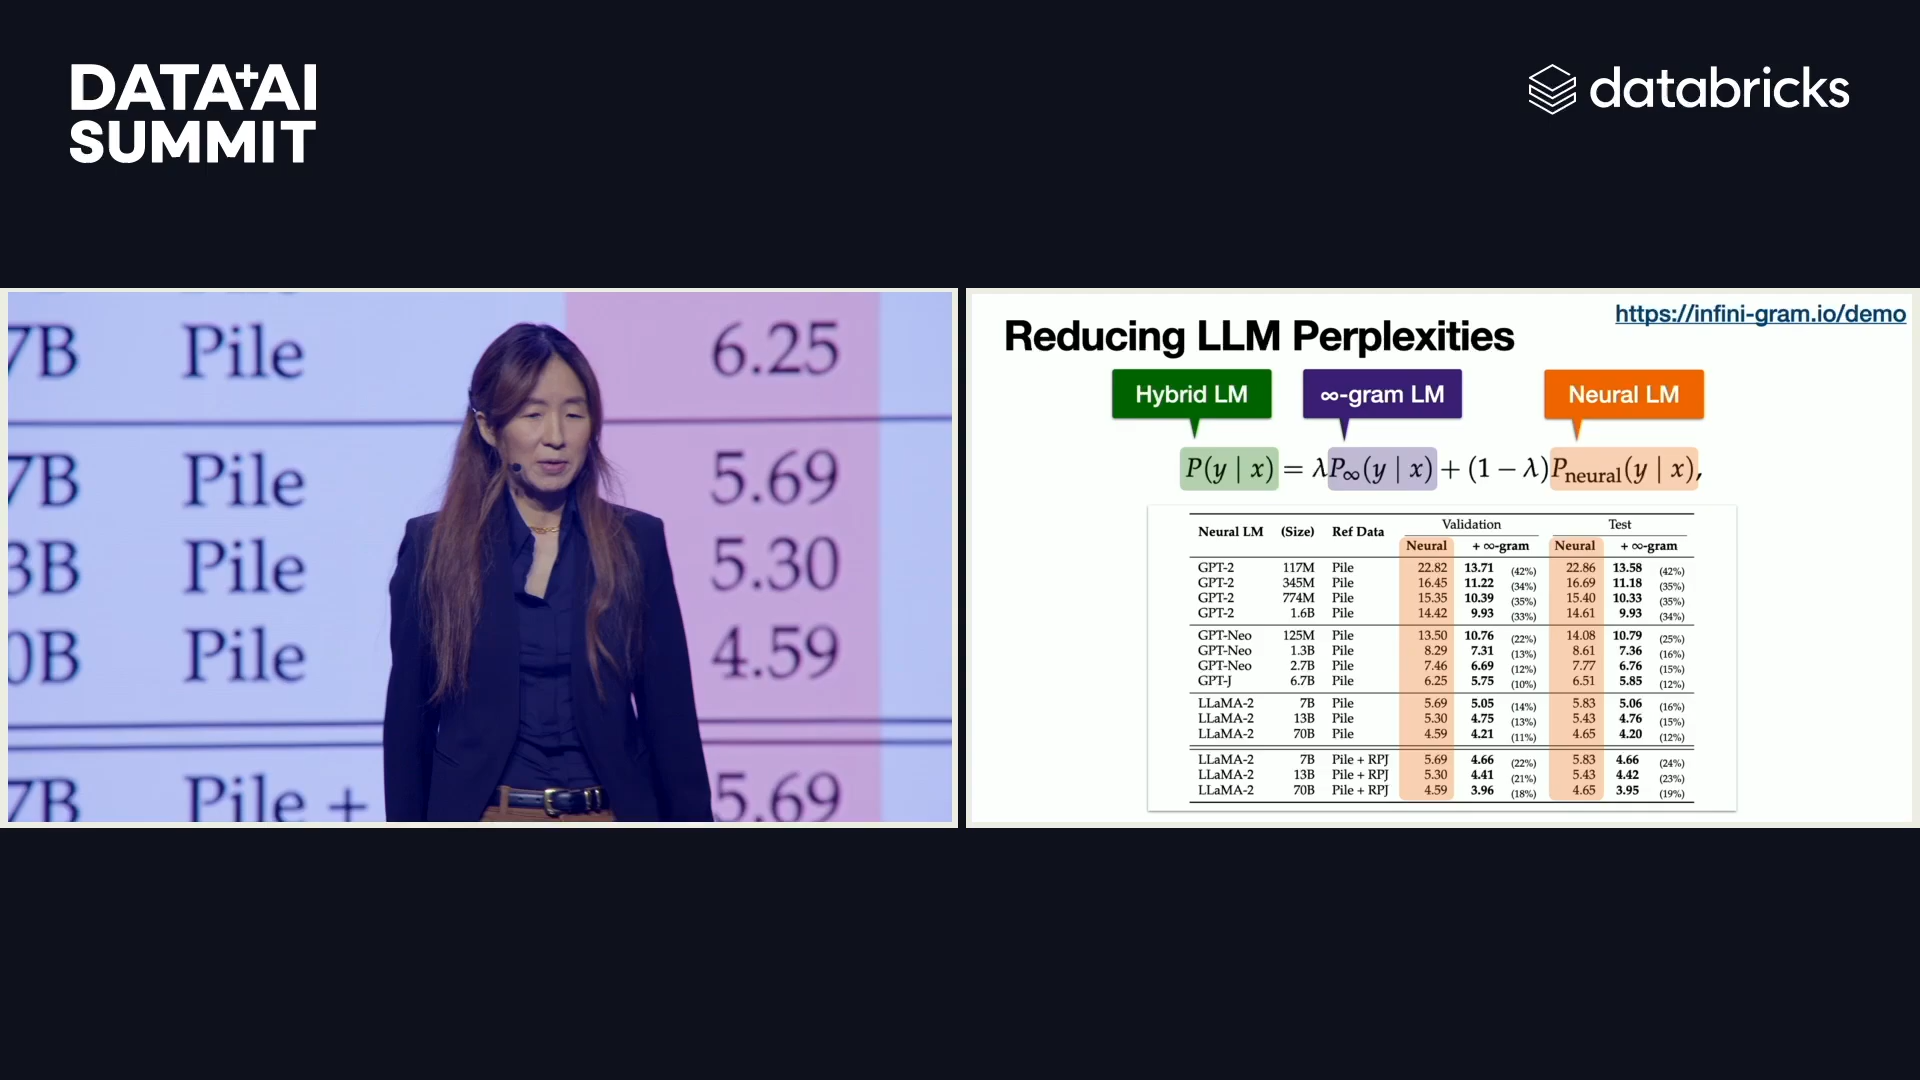 DATA+AI
SUMMIT
databricks
7B Pile 6.25
7B Pile 5.69
3B Pile 5.30
0B Pile 4.59
7B Pile + 5.69
https://infini-gram.io/demo
Reducing LLM Perplexities
Hybrid LM
∞-gram LM
Neural LM
P(y | x) = λP∞(y | x) + (1 − λ)Pneural(y | x),
Neural LM (Size) Ref Data Validation Test
Neural + ∞-gram Neural + ∞-gram
GPT-2 117M Pile 22.82 13.71 (42%) 22.86 13.58 (42%)
GPT-2 345M Pile 16.45 11.22 (34%) 16.69 11.18 (35%)
GPT-2 774M Pile 15.35 10.39 (35%) 15.40 10.33 (35%)
GPT-2 1.6B Pile 14.42 9.93 (33%) 14.61 9.93 (34%)
GPT-Neo 125M Pile 13.50 10.76 (22%) 14.08 10.79 (25%)
GPT-Neo 1.3B Pile 8.29 7.31 (13%) 8.61 7.36 (16%)
GPT-Neo 2.7B Pile 7.46 6.69 (12%) 7.77 6.76 (15%)
GPT-J 6.7B Pile 6.25 5.75 (10%) 6.51 5.85 (12%)
LLaMA-2 7B Pile 5.69 5.05 (14%) 5.83 5.06 (16%)
LLaMA-2 13B Pile 5.30 4.75 (13%) 5.43 4.76 (15%)
LLaMA-2 70B Pile 4.59 4.21 (11%) 4.65 4.20 (12%)
LLaMA-2 7B Pile + RPJ 5.69 4.66 (22%) 5.83 4.66 (24%)
LLaMA-2 13B Pile + RPJ 5.30 4.41 (21%) 5.43 4.42 (23%)
LLaMA-2 70B Pile + RPJ 4.59 3.96 (18%) 4.65 3.95 (19%)